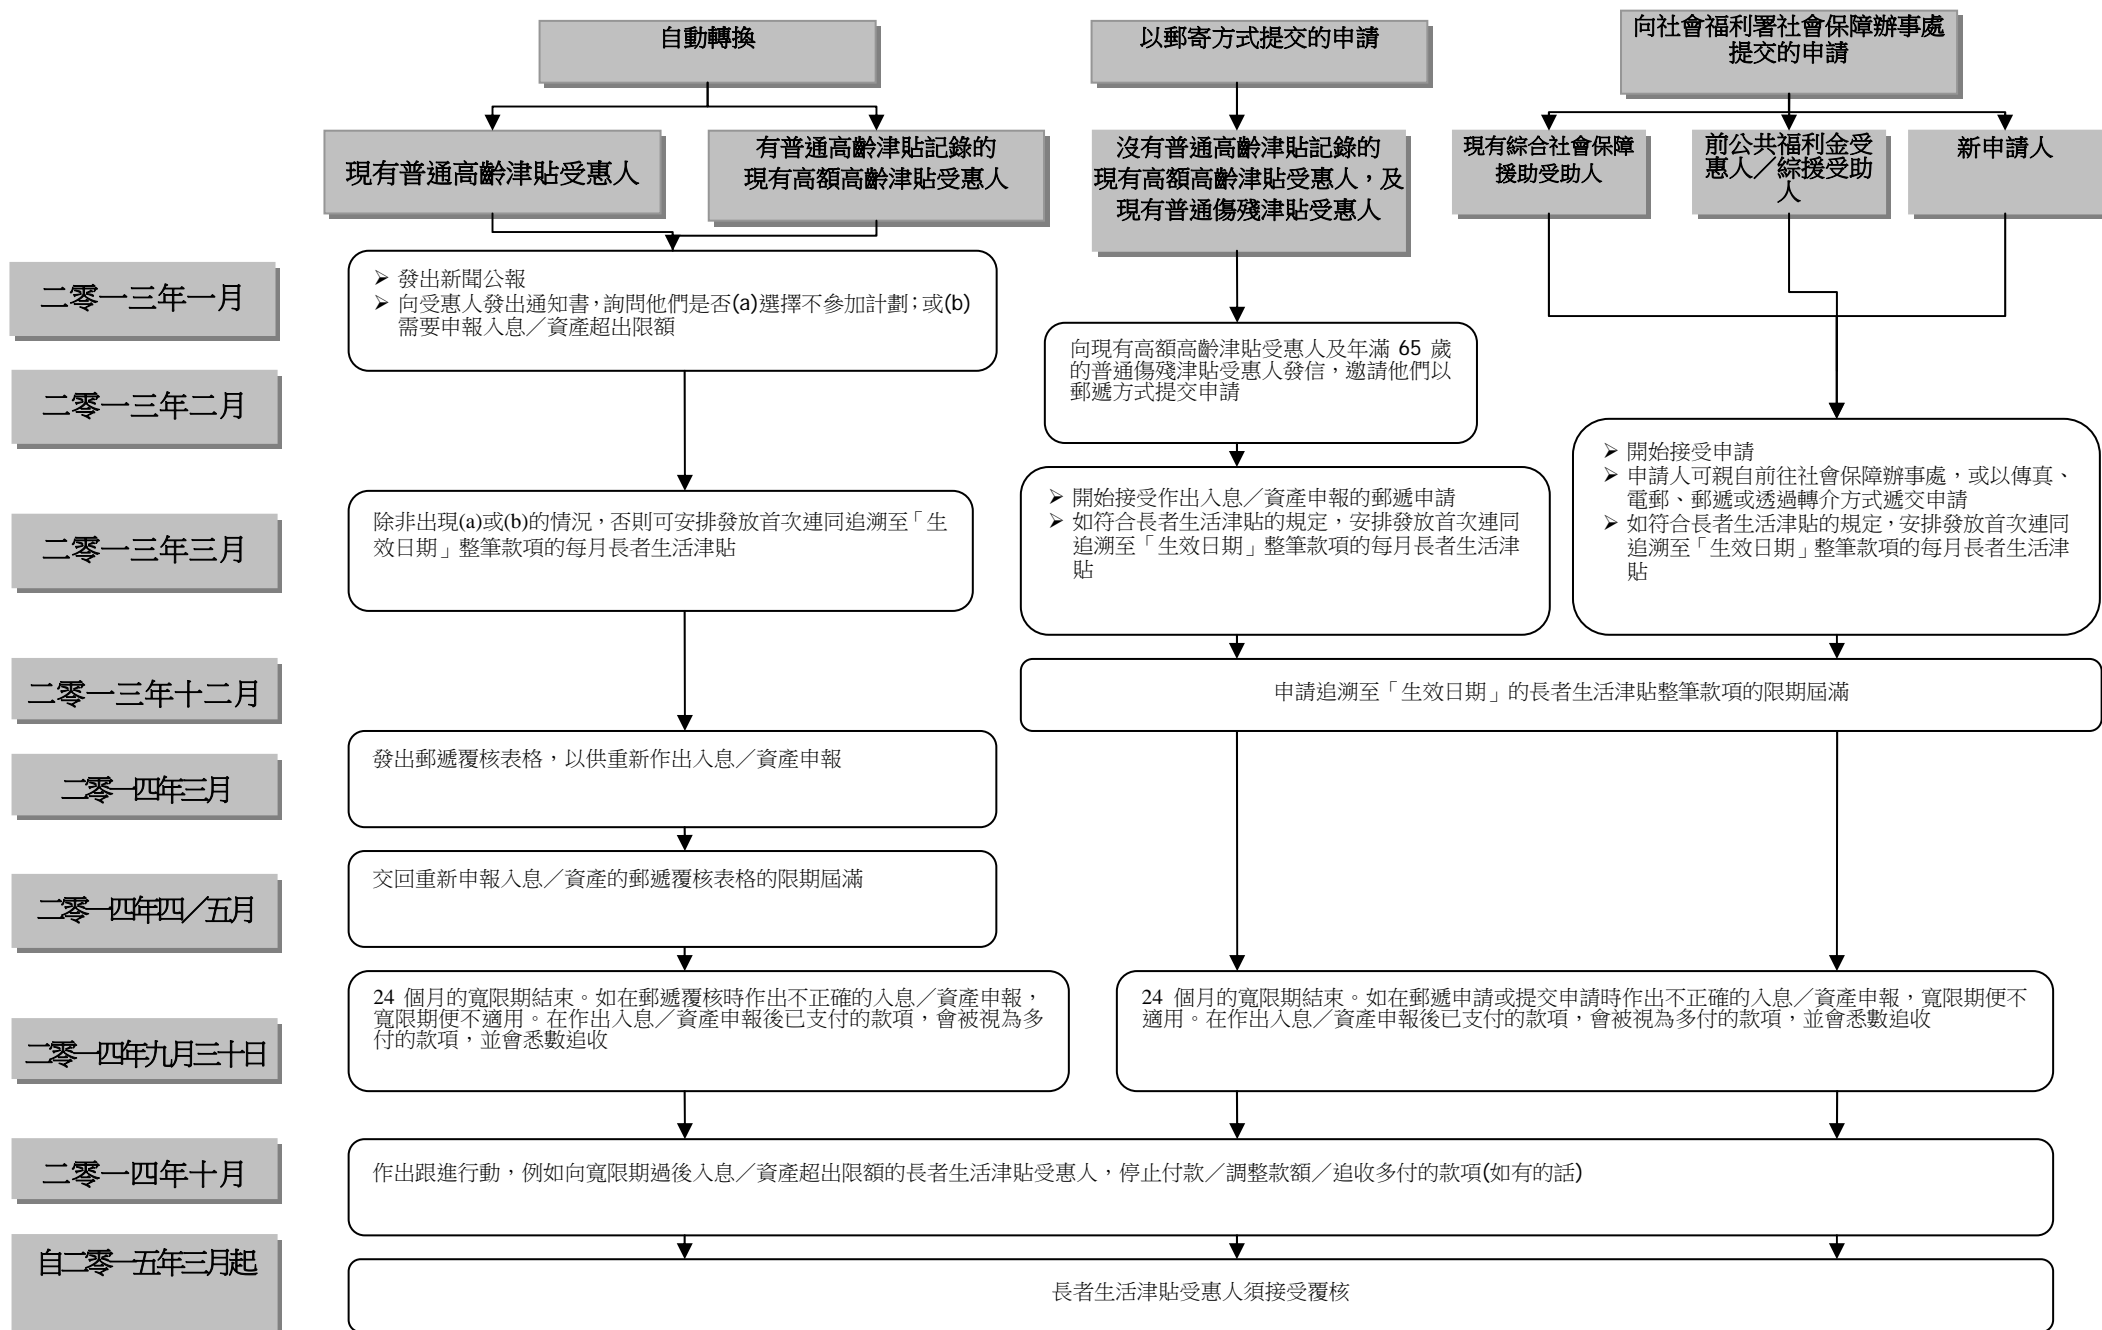 自動轉換
以郵寄方式提交的申請
向社會福利署社會保障辦事處
提交的申請
現有普通高齡津貼受惠人
有普通高齡津貼記錄的
現有高額高齡津貼受惠人
沒有普通高齡津貼記錄的
現有高額高齡津貼受惠人，及
現有普通傷殘津貼受惠人
現有綜合社會保障
援助受助人
前公共福利金受
惠人／綜援受助
人
新申請人
二零一三年一月
➢ 發出新聞公報
➢ 向受惠人發出通知書，詢問他們是否(a)選擇不參加計劃；或(b)
需要申報入息／資產超出限額
向現有高額高齡津貼受惠人及年滿 65 歲
的普通傷殘津貼受惠人發信，邀請他們以
郵遞方式提交申請
二零一三年二月
二零一三年三月
除非出現(a)或(b)的情況，否則可安排發放首次連同追溯至「生
效日期」整筆款項的每月長者生活津貼
➢ 開始接受作出入息／資產申報的郵遞申請
➢ 如符合長者生活津貼的規定，安排發放首次連同
追溯至「生效日期」整筆款項的每月長者生活津
貼
➢ 開始接受申請
➢ 申請人可親自前往社會保障辦事處，或以傳真、
電郵、郵遞或透過轉介方式遞交申請
➢ 如符合長者生活津貼的規定，安排發放首次連同
追溯至「生效日期」整筆款項的每月長者生活津
貼
二零一三年十二月
申請追溯至「生效日期」的長者生活津貼整筆款項的限期屆滿
二零一四年三月
發出郵遞覆核表格，以供重新作出入息／資產申報
二零一四年四／五月
交回重新申報入息／資產的郵遞覆核表格的限期屆滿
二零一四年九月三十日
24 個月的寬限期結束。如在郵遞覆核時作出不正確的入息／資產申報，
寬限期便不適用。在作出入息／資產申報後已支付的款項，會被視為多
付的款項，並會悉數追收
24 個月的寬限期結束。如在郵遞申請或提交申請時作出不正確的入息／資產申報，寬限期便不
適用。在作出入息／資產申報後已支付的款項，會被視為多付的款項，並會悉數追收
二零一四年十月
作出跟進行動，例如向寬限期過後入息／資產超出限額的長者生活津貼受惠人，停止付款／調整款額／追收多付的款項(如有的話)
自二零一五年三月起
長者生活津貼受惠人須接受覆核